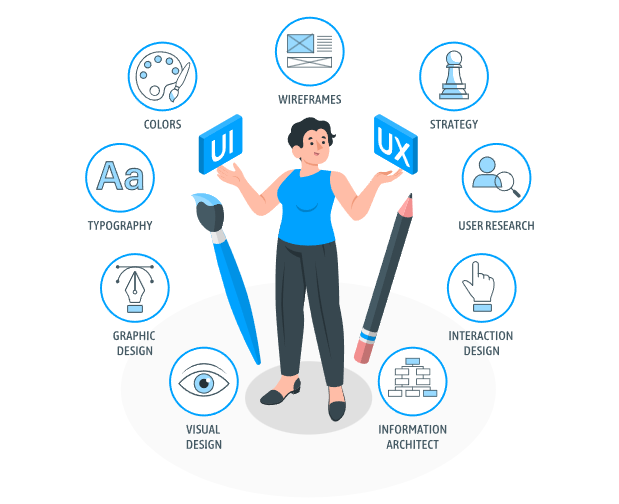 WIREFRAMES
COLORS
STRATEGY
UI
UX
Aa
TYPOGRAPHY
USER RESEARCH
GRAPHIC
DESIGN
INTERACTION
DESIGN
VISUAL
DESIGN
INFORMATION
ARCHITECT